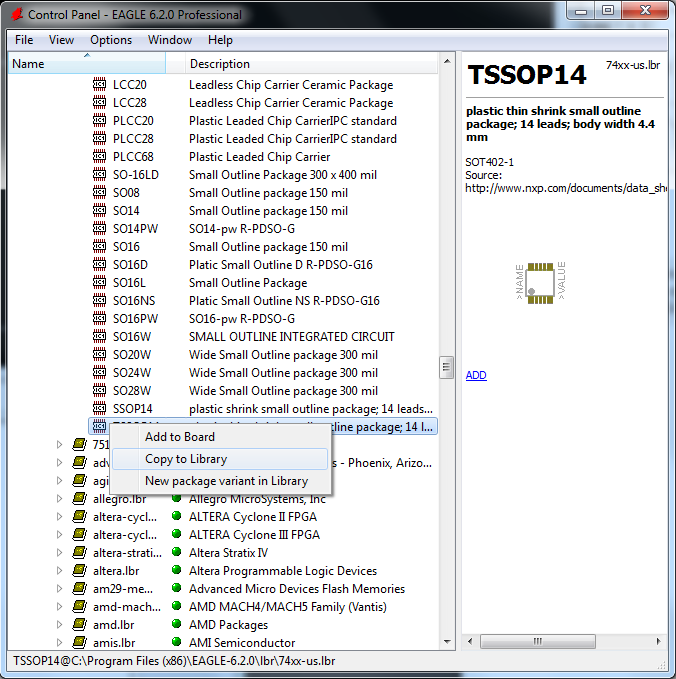 Control Panel - EAGLE 6.2.0 Professional
File View Options Window Help
Name Description
LCC20 Leadless Chip Carrier Ceramic Package
LCC28 Leadless Chip Carrier Ceramic Package
PLCC20 Plastic Leaded Chip CarrierIPC standard
PLCC28 Plastic Leaded Chip CarrierIPC standard
PLCC68 Plastic Leaded Chip Carrier
SO-16LD Small Outline Package 300 x 400 mil
SO08 Small Outline package 150 mil
SO14 Small Outline package 150 mil
SO14PW SO14-pw R-PDSO-G
SO16 Small Outline package 150 mil
SO16D Platic Small Outline D R-PDSO-G16
SO16L Small Outline Package
SO16NS Platic Small Outline NS R-PDSO-G16
SO16PW SO16-pw R-PDSO-G
SO16W SMALL OUTLINE INTEGRATED CIRCUIT
SO20W Wide Small Outline package 300 mil
SO24W Wide Small Outline package 300 mil
SO28W Wide Small Outline package 300 mil
SSOP14 plastic shrink small outline package; 14 leads...
tline package; 14 l...
751
Add to Board
adv s - Phoenix, Arizo...
Copy to Library
agi
New package variant in Library
allegro.lbr Allegro MicroSystems, Inc
altera-cycl... ALTERA Cyclone II FPGA
altera-cycl... ALTERA Cyclone III FPGA
altera-strati... Altera Stratix IV
altera.lbr Altera Programmable Logic Devices
am29-me... Advanced Micro Devices Flash Memories
amd-mach... AMD MACH4/MACH5 Family (Vantis)
amd.lbr AMD Packages
amis.lbr AMI Semiconductor
TSSOP14 74xx-us.lbr
plastic thin shrink small outline
package; 14 leads; body width 4.4
mm
SOT402-1
Source:
http://www.nxp.com/documents/data_she
>NAME
>VALUE
ADD
TSSOP14@C:\Program Files (x86)\EAGLE-6.2.0\lbr\74xx-us.lbr